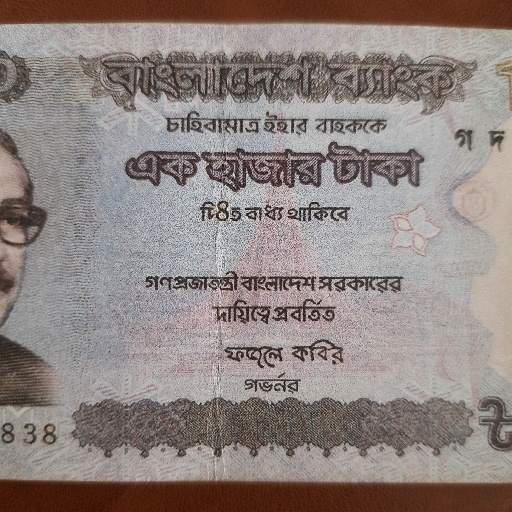 বাংলাদেশ ব্যাংক
চাহিবামাত্র ইহার বাহককে
গ দ
এক হাজার টাকা
বাধ্য থাকিবে
গণপ্রজাতন্ত্রী বাংলাদেশ সরকারের
দায়িত্বে প্রবর্তিত
ফজলে কবির
গভর্নর
838
৳